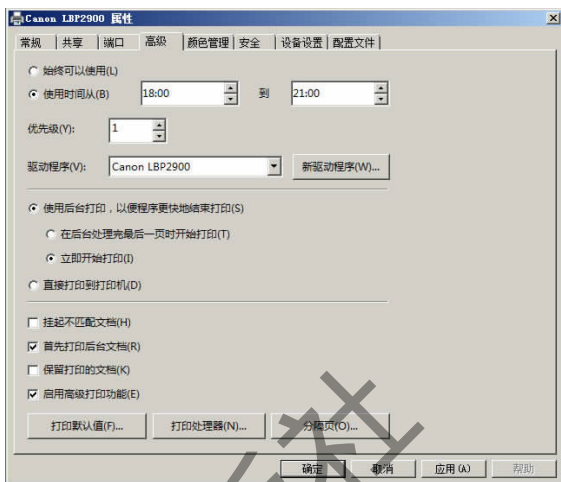 Canon LBP2900 属性
常规 共享 端口 高级 颜色管理 安全 设备设置 配置文件
始终可以使用(L)
使用时间从(B) 18:00 到 21:00
优先级(Y): 1
驱动程序(V): Canon LBP2900 新驱动程序(W)...
使用后台打印，以便程序更快地结束打印(S)
在后台处理完最后一页时开始打印(T)
立即开始打印(I)
直接打印到打印机(D)
挂起不匹配文档(H)
首先打印后台文档(R)
保留打印的文档(K)
启用高级打印功能(E)
打印默认值(F)... 打印处理器(N)... 分隔页(O)...
社
确定 取消 应用(A) 帮助